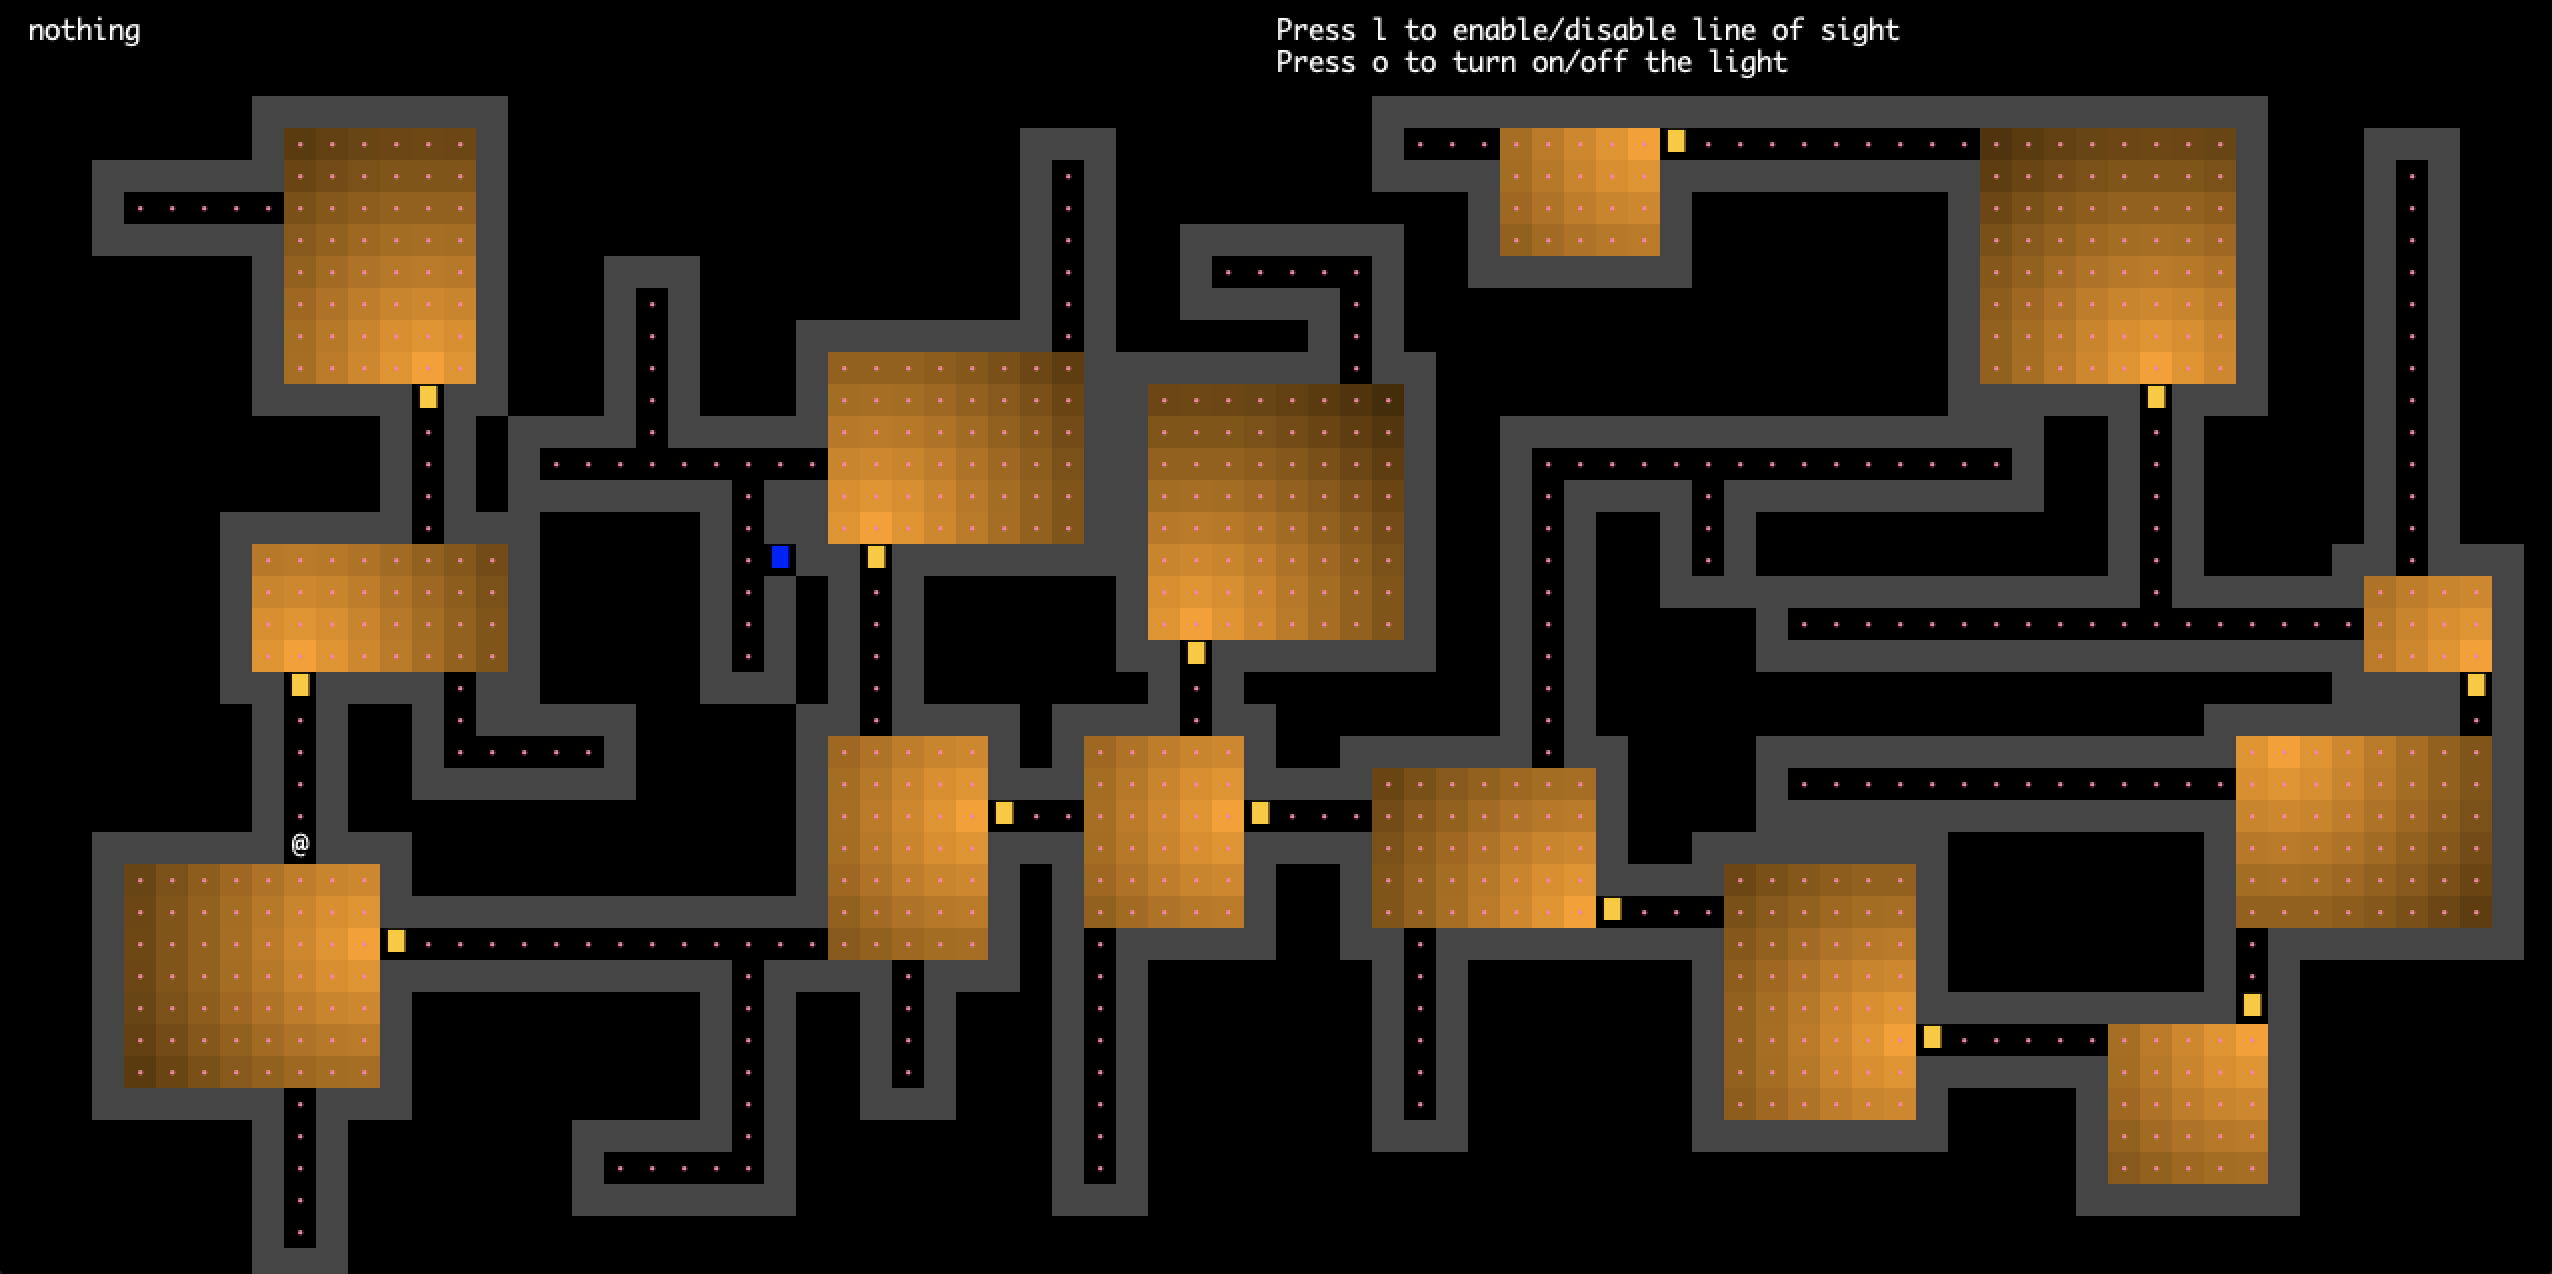 nothing
Press l to enable/disable line of sight
Press o to turn on/off the light
@